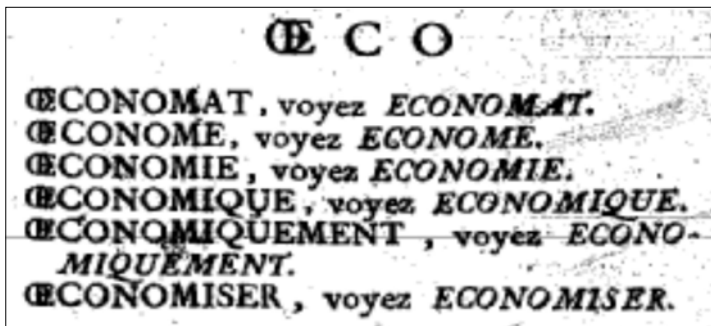 Œ C O
ŒCONOMAT, voyez ECONOMAT.
ŒCONOME, voyez ECONOME.
ŒCONOMIE, voyez ECONOMIE.
ŒCONOMIQUE, voyez ECONOMIQUE.
ŒCONOMIQUEMENT, voyez ECONO-
MIQUEMENT.
ŒCONOMISER, voyez ECONOMISER.